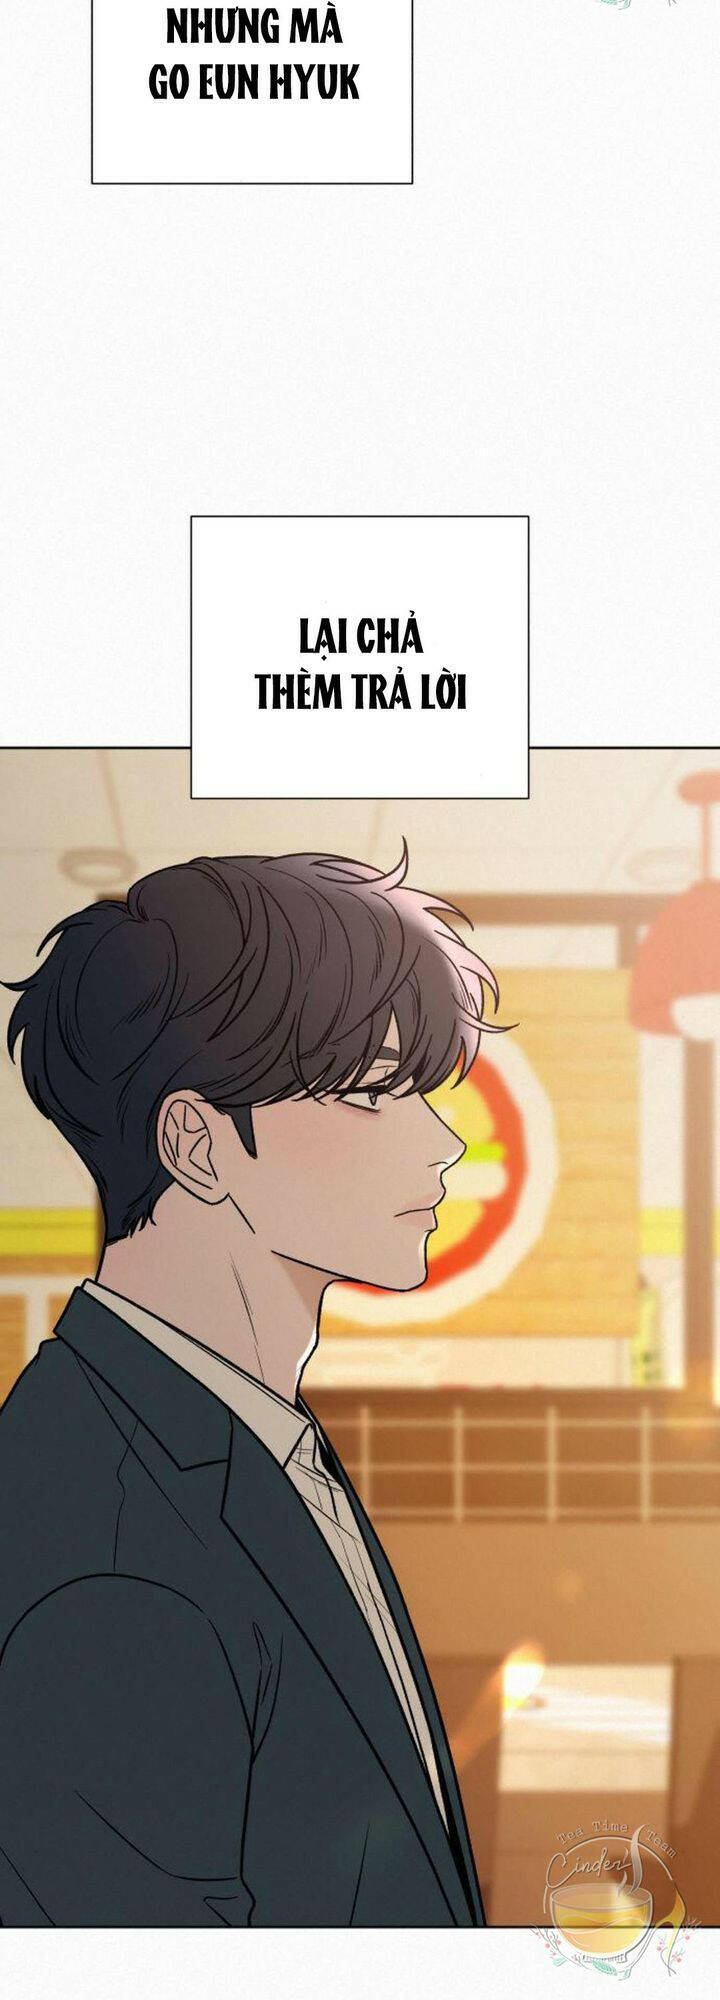 NHƯNG MÀ
GO EUN HYUK
LẠI CHẢ
THÈM TRẢ LỜI
Tea Time Team
Cinder